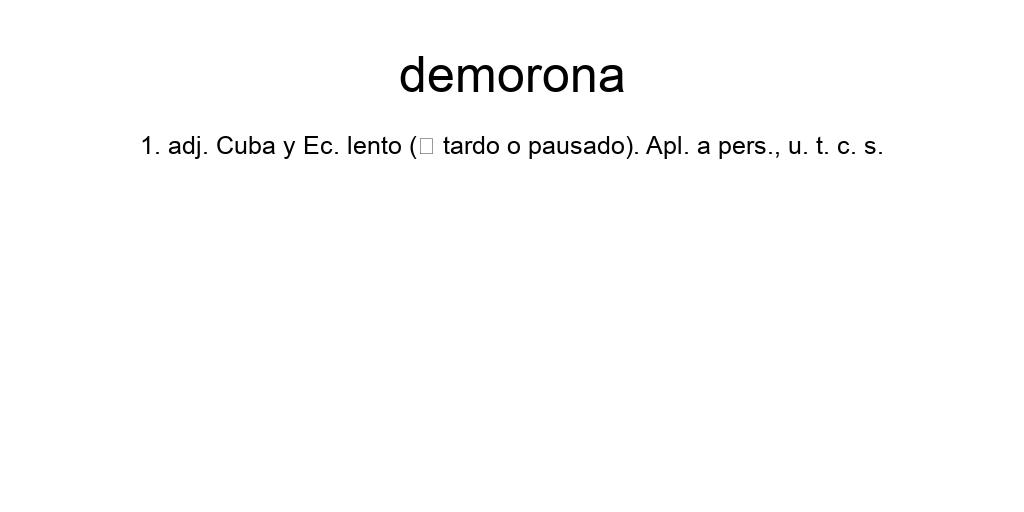 demorona
1. adj. Cuba y Ec. lento (□ tardo o pausado). Apl. a pers., u. t. c. s.